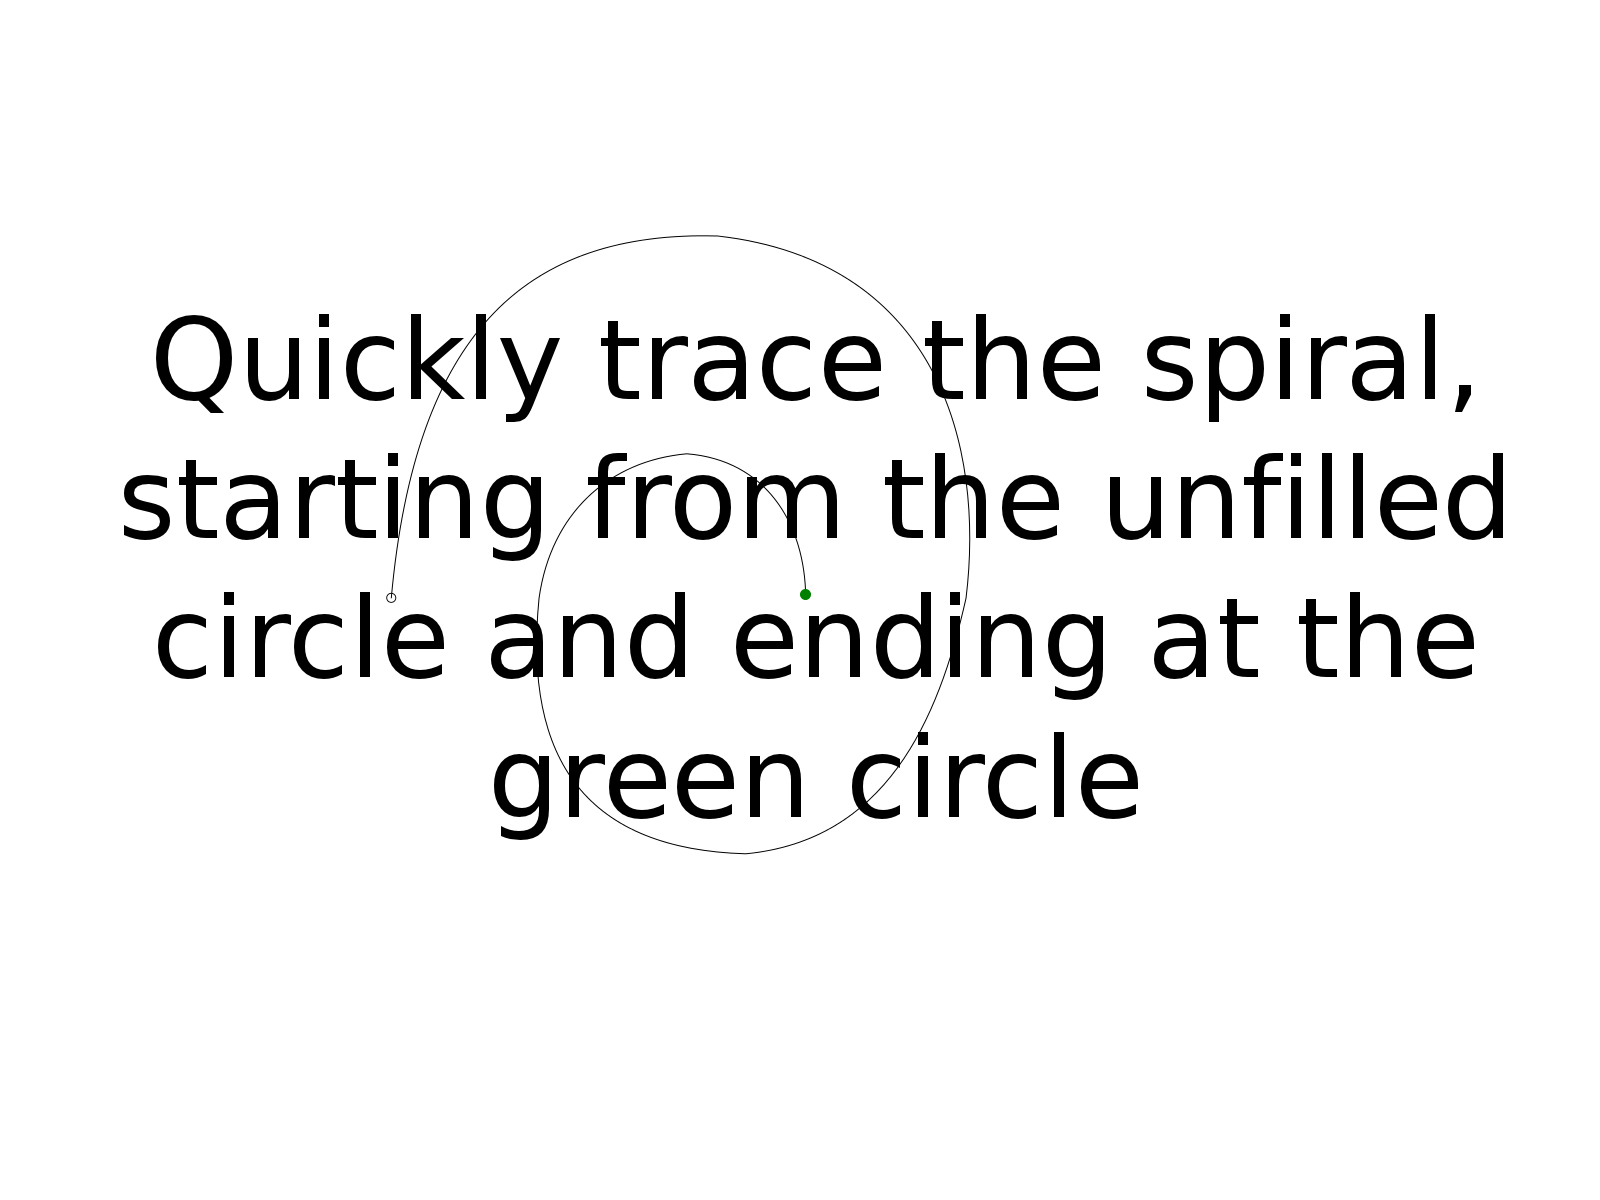 Quickly trace the spiral,
starting from the unfilled
circle and ending at the
green circle